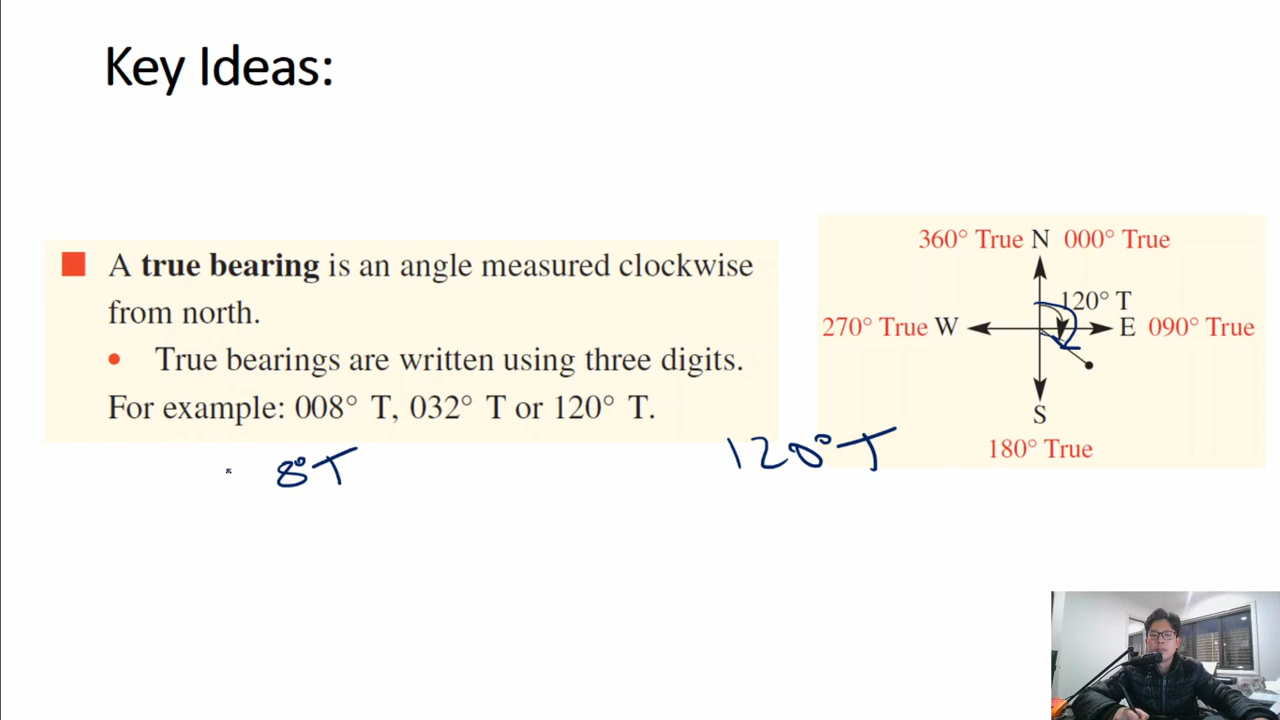 Key Ideas:
A true bearing is an angle measured clockwise
from north.
True bearings are written using three digits.
For example: 008° T, 032° T or 120° T.
8°T
120°T
360° True N 000° True
120° T
270° True W
E 090° True
S
180° True